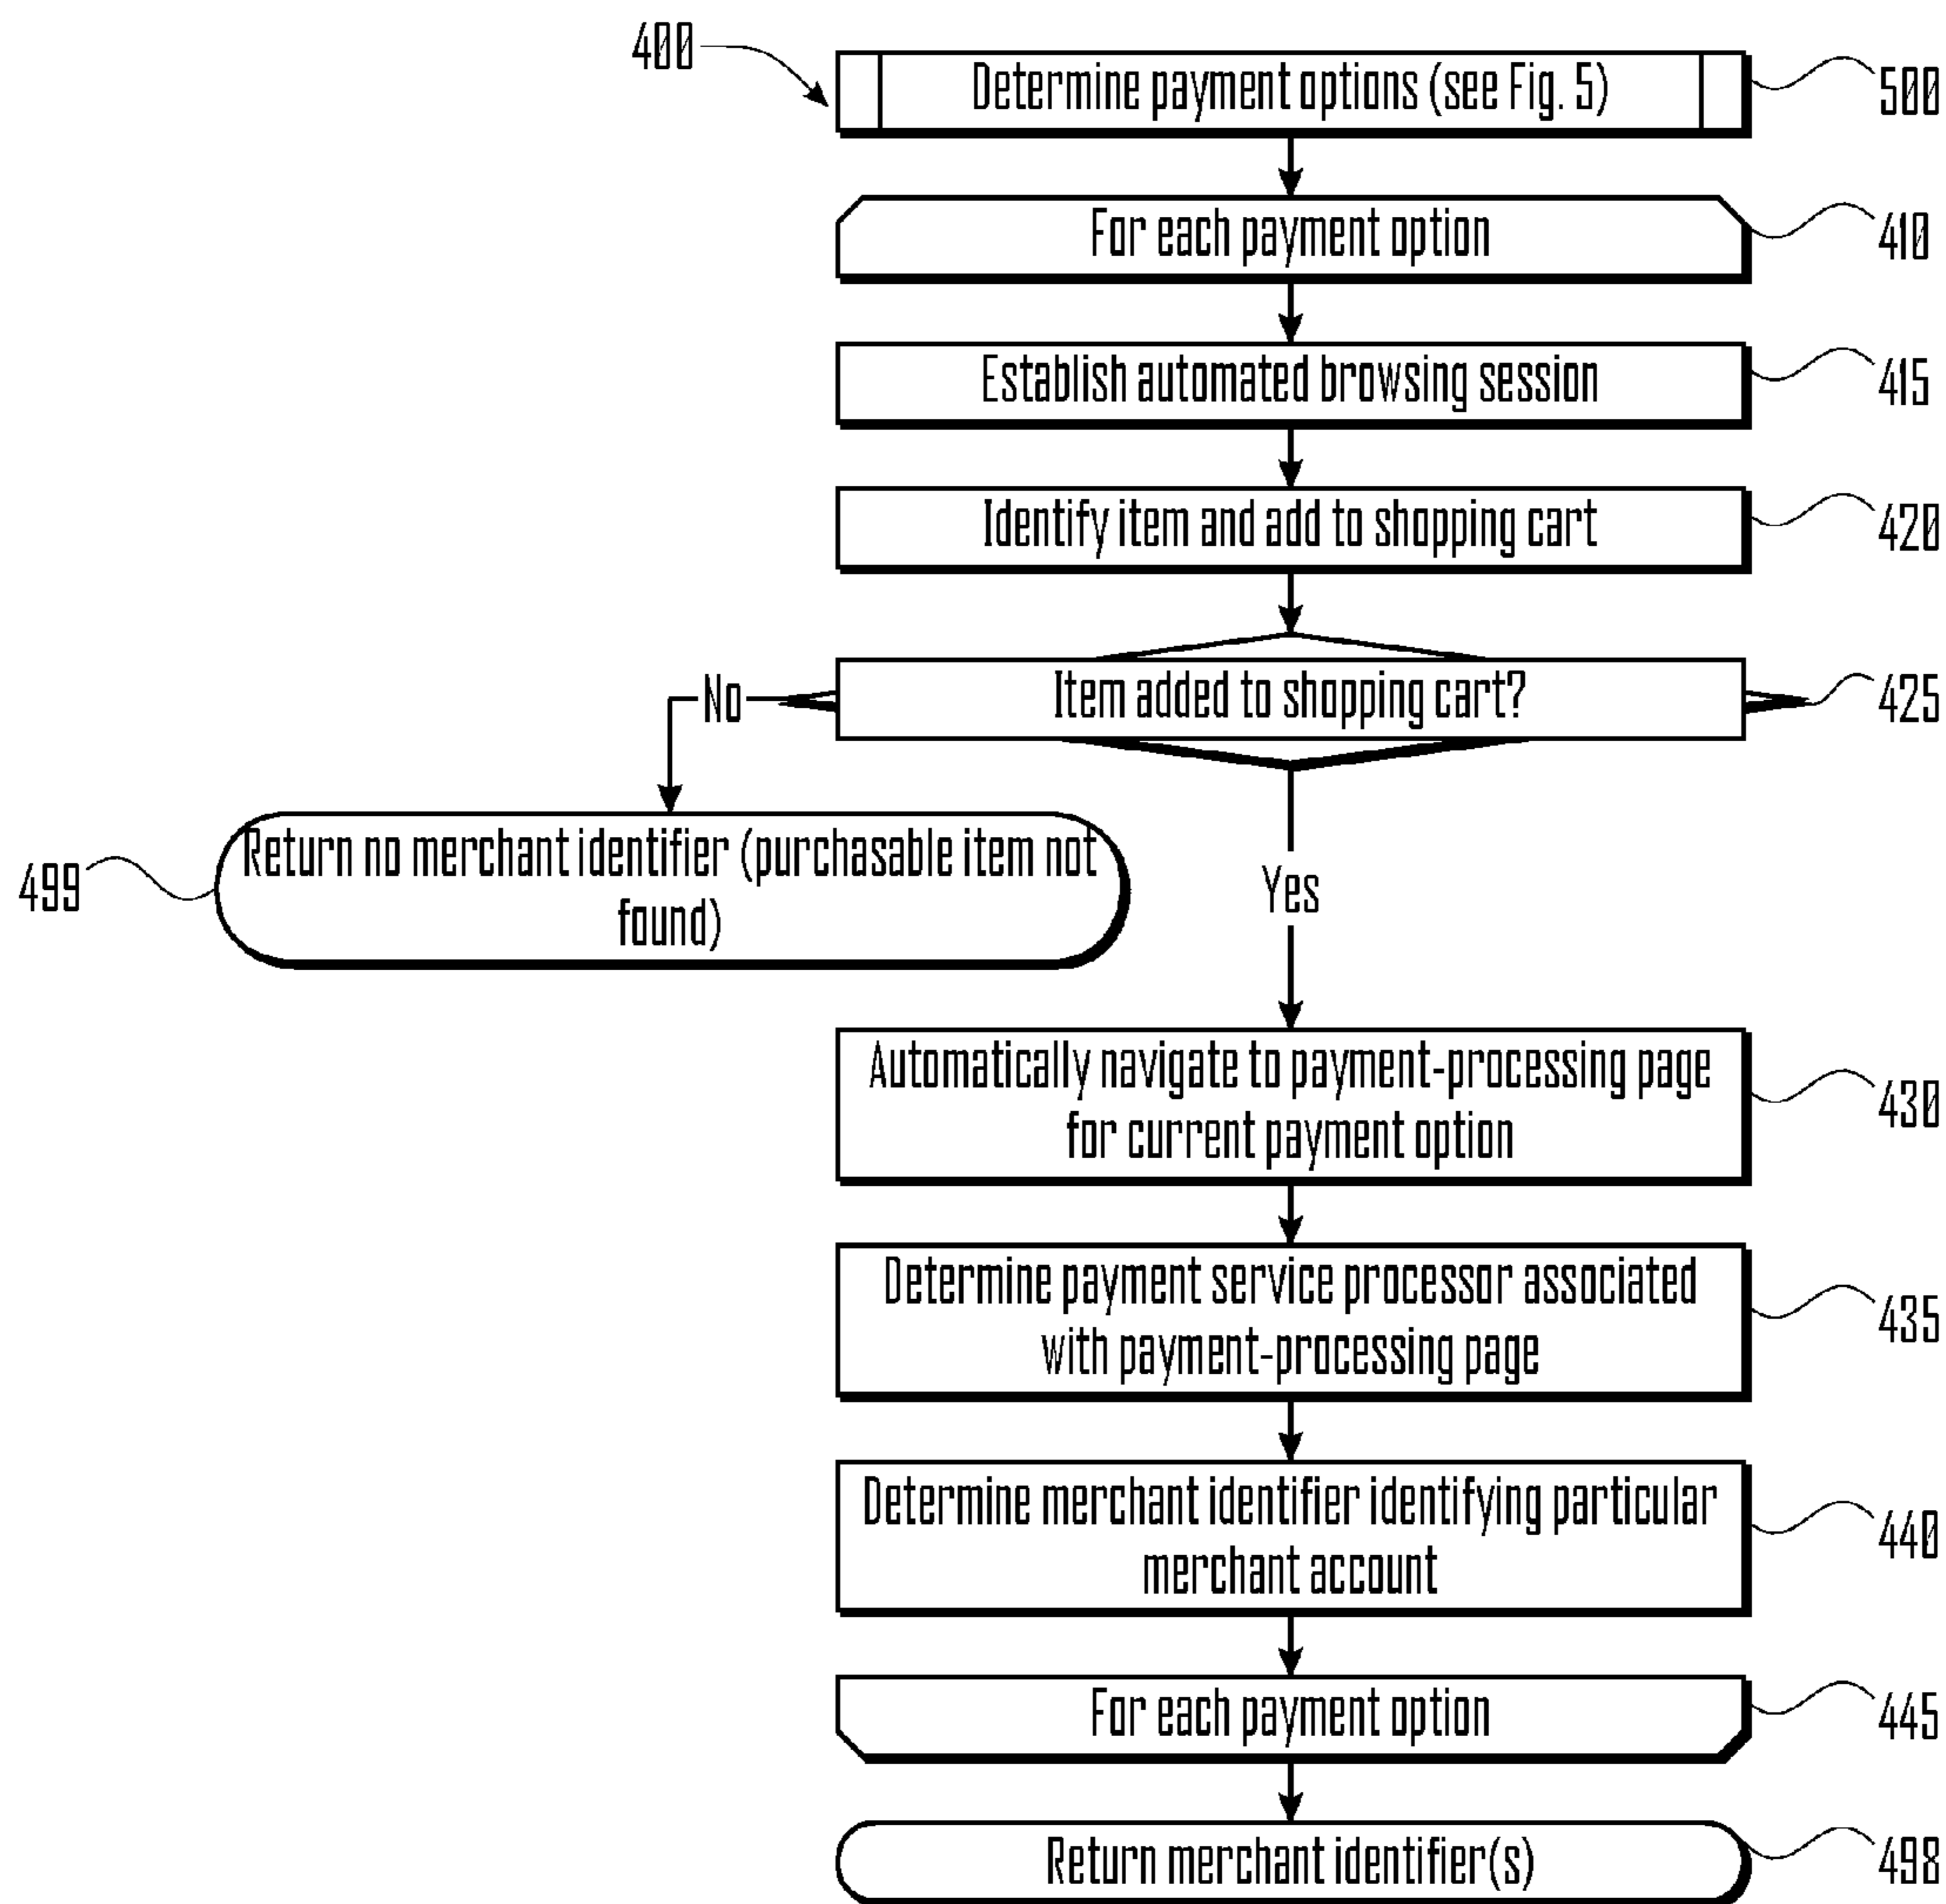 400
Determine payment options (see Fig. 5)
500
For each payment option
410
Establish automated browsing session
415
Identify item and add to shopping cart
420
Item added to shopping cart?
425
No
Return no merchant identifier (purchasable item not
found)
499
Yes
Automatically navigate to payment-processing page
for current payment option
430
Determine payment service processor associated
with payment-processing page
435
Determine merchant identifier identifying particular
merchant account
440
For each payment option
445
Return merchant identifier(s)
498